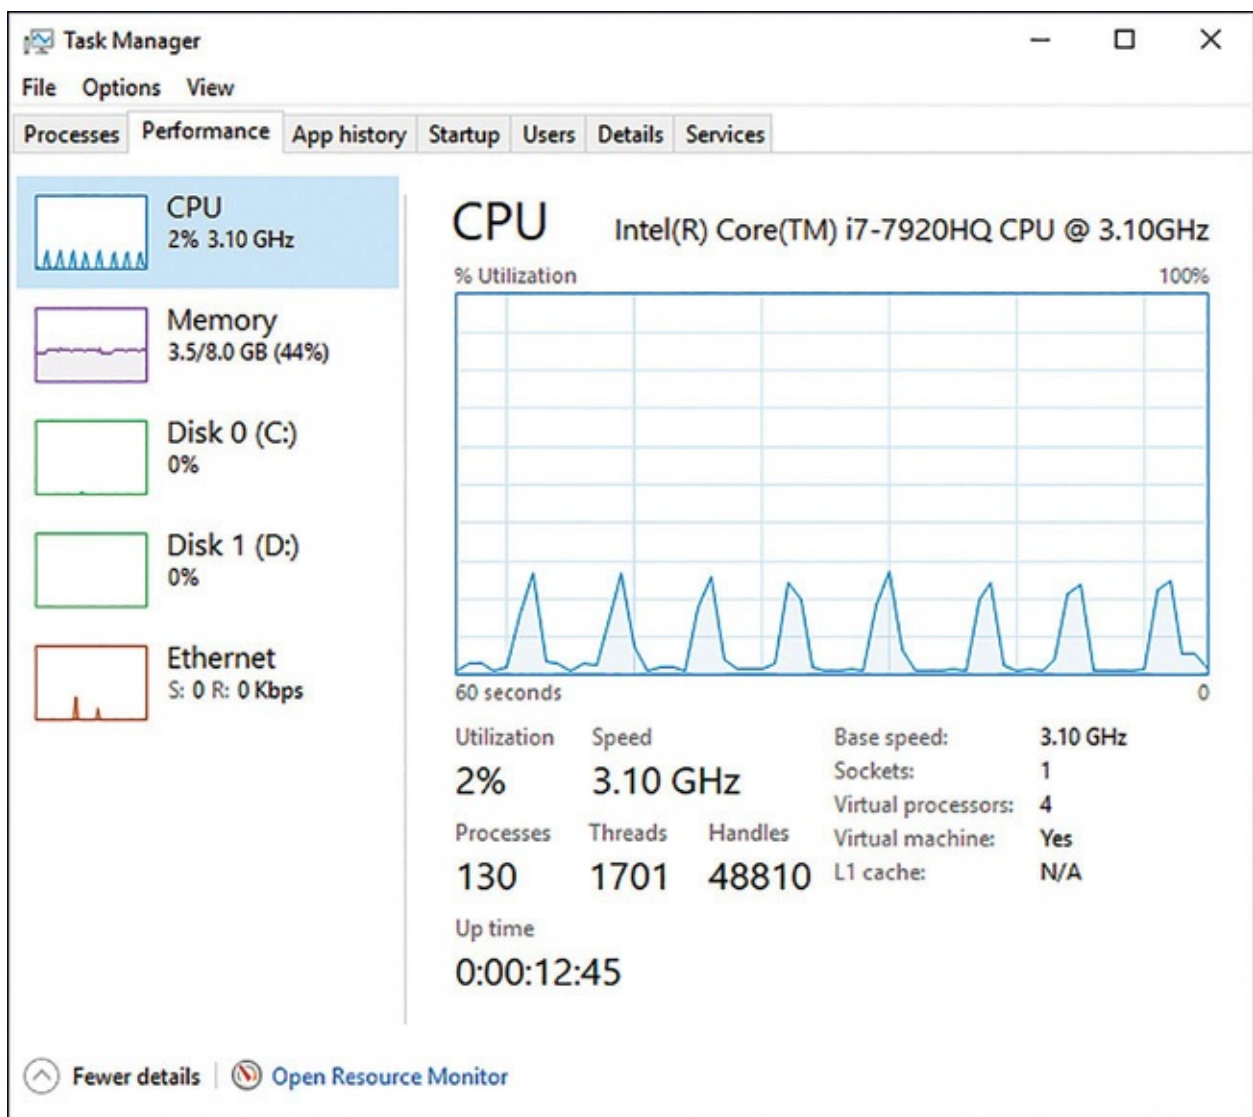 Task Manager
File Options View
Processes Performance App history Startup Users Details Services
CPU
2% 3.10 GHz
Memory
3.5/8.0 GB (44%)
Disk 0 (C:)
0%
Disk 1 (D:)
0%
Ethernet
S: 0 R: 0 Kbps
CPU Intel(R) Core(TM) i7-7920HQ CPU @ 3.10GHz
% Utilization 100%
60 seconds 0
Utilization Speed
2% 3.10 GHz
Processes Threads Handles
130 1701 48810
Up time
0:00:12:45
Base speed: 3.10 GHz
Sockets: 1
Virtual processors: 4
Virtual machine: Yes
L1 cache: N/A
Fewer details Open Resource Monitor